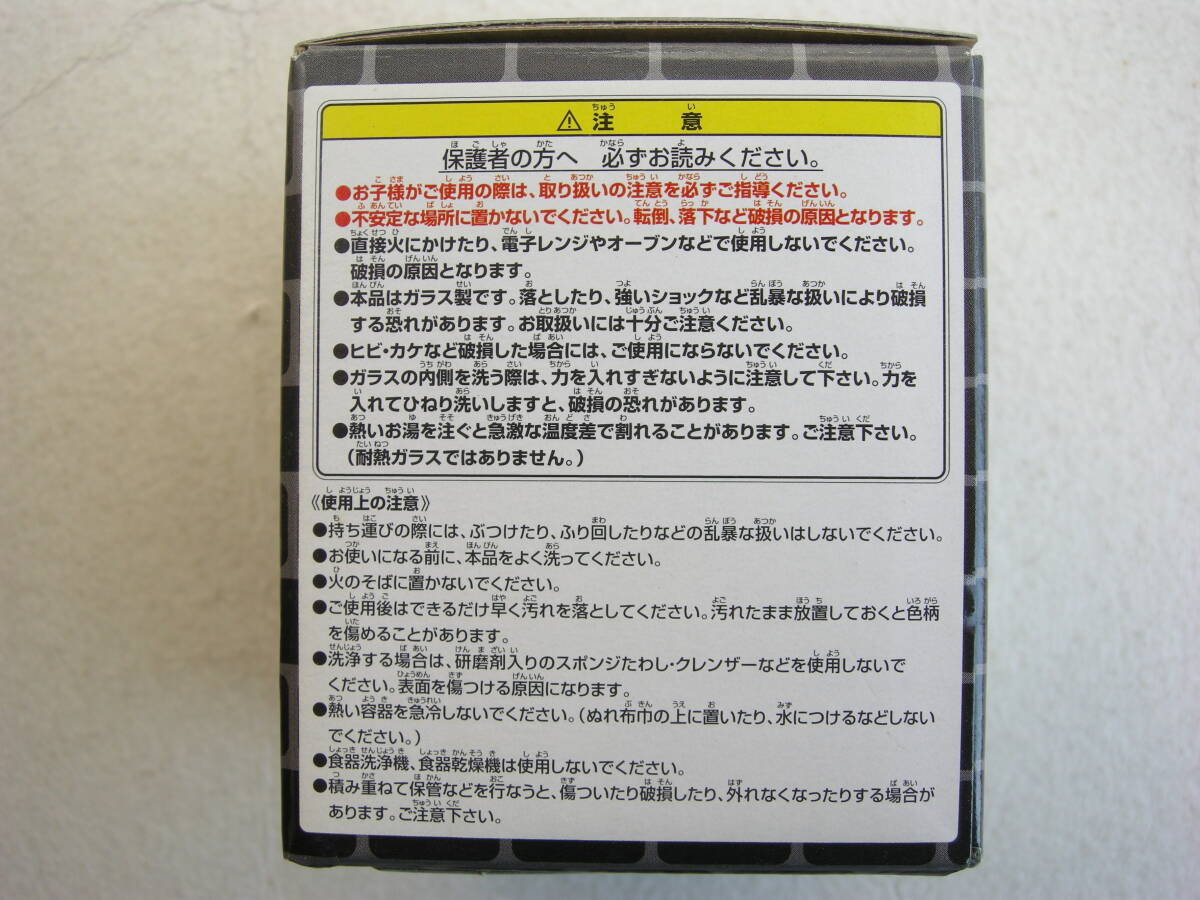 ⚠ 注 意
保護者の方へ 必ずお読みください。
●お子様がご使用の際は、取り扱いの注意を必ずご指導ください。
●不安定な場所に置かないでください。転倒、落下など破損の原因となります。
●直接火にかけたり、電子レンジやオーブンなどで使用しないでください。
破損の原因となります。
●本品はガラス製です。落としたり、強いショックなど乱暴な扱いにより破損
する恐れがあります。お取扱いには十分ご注意ください。
●ヒビ・カケなど破損した場合には、ご使用にならないでください。
●ガラスの内側を洗う際は、力を入れすぎないように注意して下さい。力を
入れてひねり洗いしますと、破損の恐れがあります。
●熱いお湯を注ぐと急激な温度差で割れることがあります。ご注意下さい。
(耐熱ガラスではありません。)
《使用上の注意》
●持ち運びの際には、ぶつけたり、ふり回したりなどの乱暴な扱いはしないでください。
●お使いになる前に、本品をよく洗ってください。
●火のそばに置かないでください。
●ご使用後はできるだけ早く汚れを落としてください。汚れたまま放置しておくと色柄
を傷めることがあります。
●洗浄する場合は、研磨剤入りのスポンジたわし・クレンザーなどを使用しないで
ください。表面を傷つける原因になります。
●熱い容器を急冷しないでください。(ぬれ布巾の上に置いたり、水につけるなどしない
でください。)
●食器洗浄機、食器乾燥機は使用しないでください。
●積み重ねて保管などを行なうと、傷ついたり破損したり、外れなくなったりする場合が
あります。ご注意下さい。